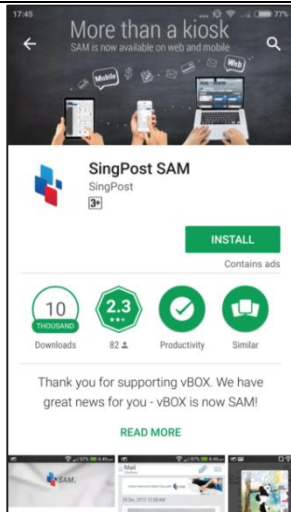 17:45
77%
More than a kiosk
SAM is now available on web and mobile
Mobile
Web
SingPost SAM
SingPost
3+
INSTALL
Contains ads
10
THOUSAND
2.3
Downloads
82
Productivity
Similar
Thank you for supporting vBOX. We have
great news for you - vBOX is now SAM!
READ MORE
SAM.
Mail